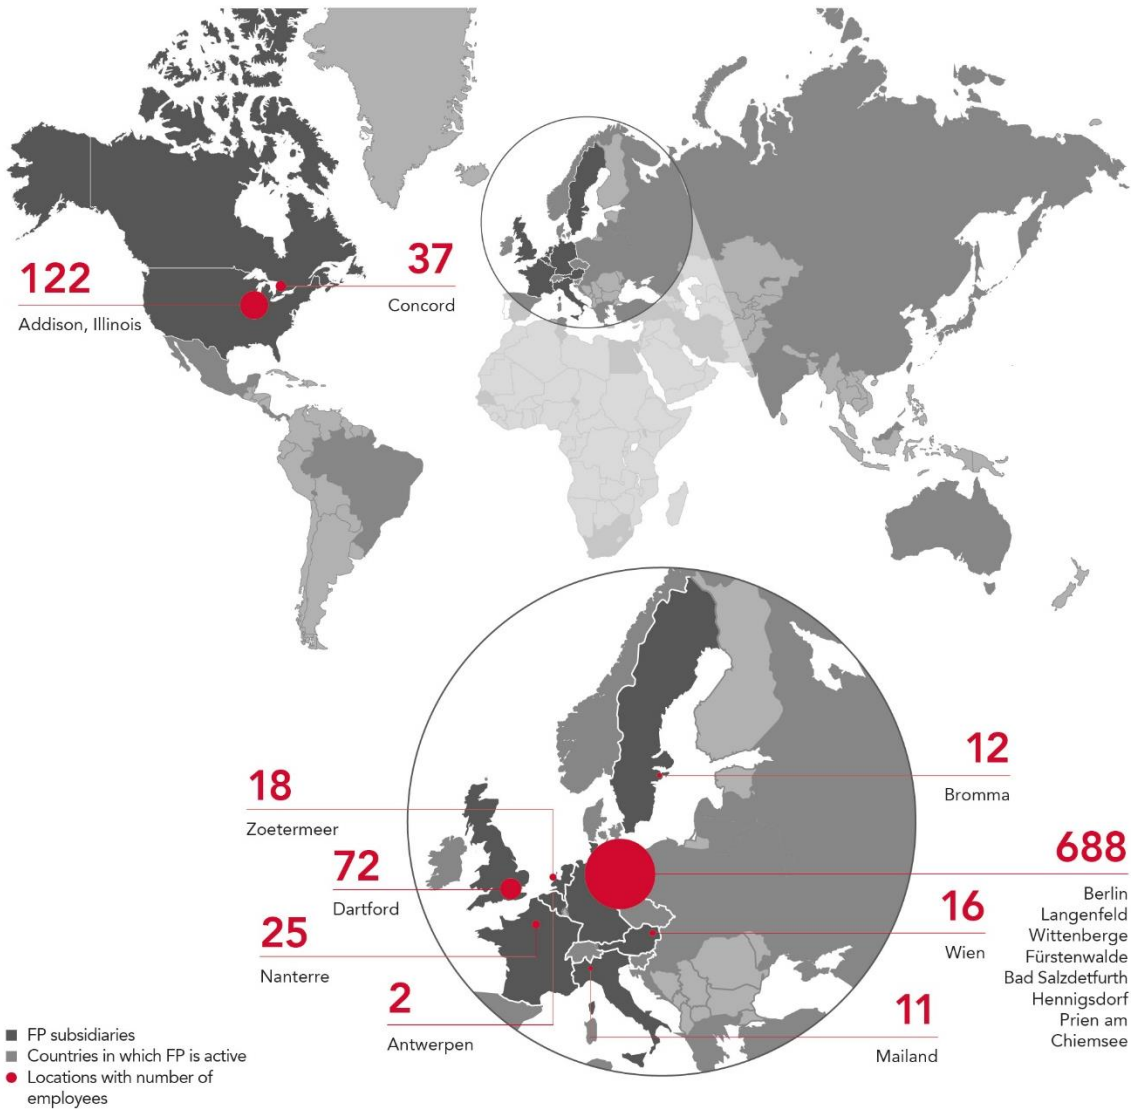 122
Addison, Illinois
37
Concord
12
Bromma
18
Zoetermeer
688
Berlin
Langenfeld
Wittenberge
Fürstenwalde
Bad Salzdetfurth
Hennigsdorf
Prien am
Chiemsee
72
Dartford
16
Wien
25
Nanterre
2
Antwerpen
11
Mailand
FP subsidiaries
Countries in which FP is active
Locations with number of
employees